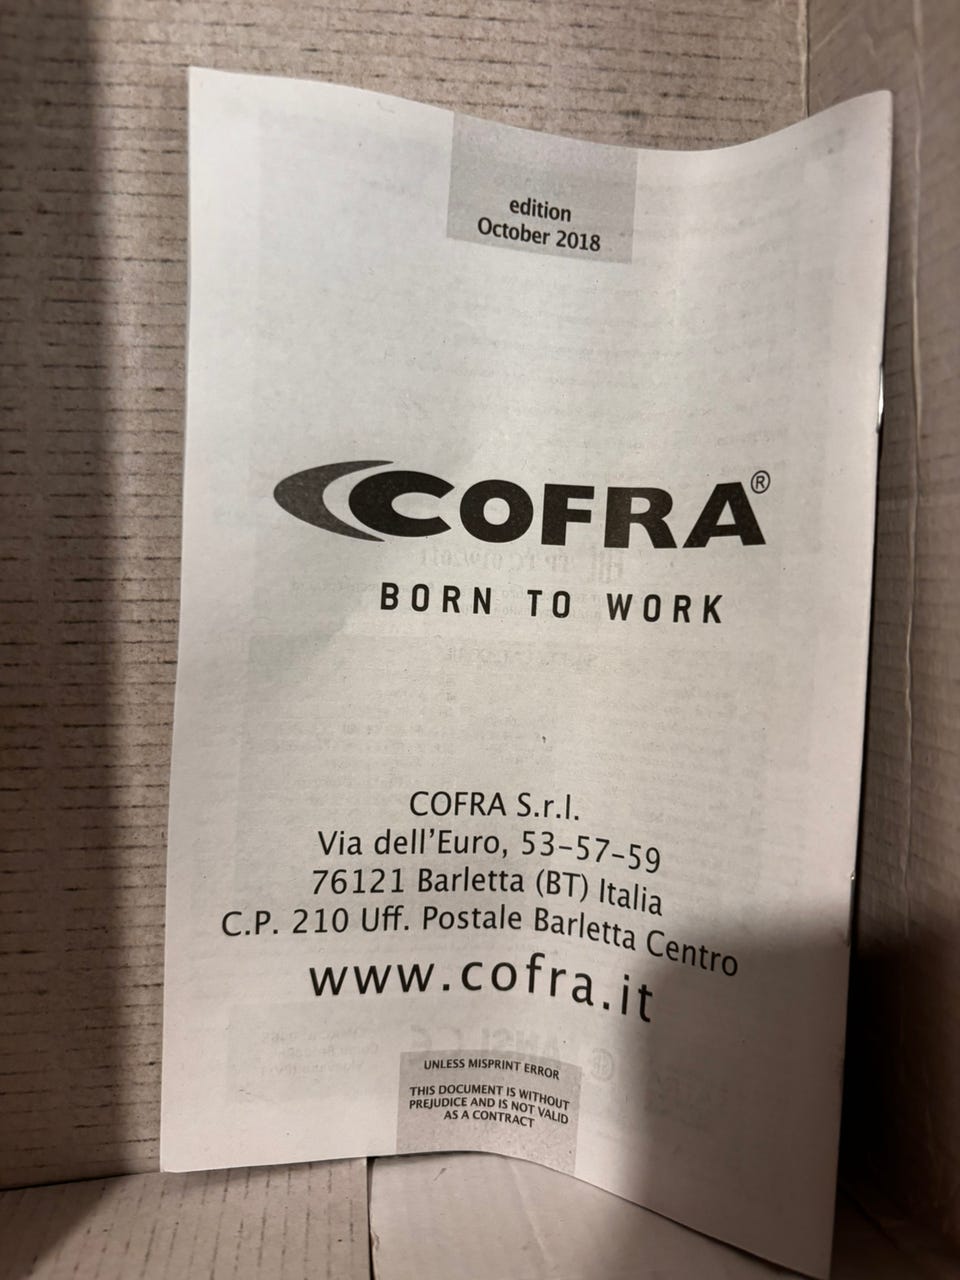 edition
October 2018
COFRA®
BORN TO WORK
COFRA S.r.l.
Via dell'Euro, 53-57-59
76121 Barletta (BT) Italia
C.P. 210 Uff. Postale Barletta Centro
www.cofra.it
UNLESS MISPRINT ERROR
THIS DOCUMENT IS WITHOUT
PREJUDICE AND IS NOT VALID
AS A CONTRACT